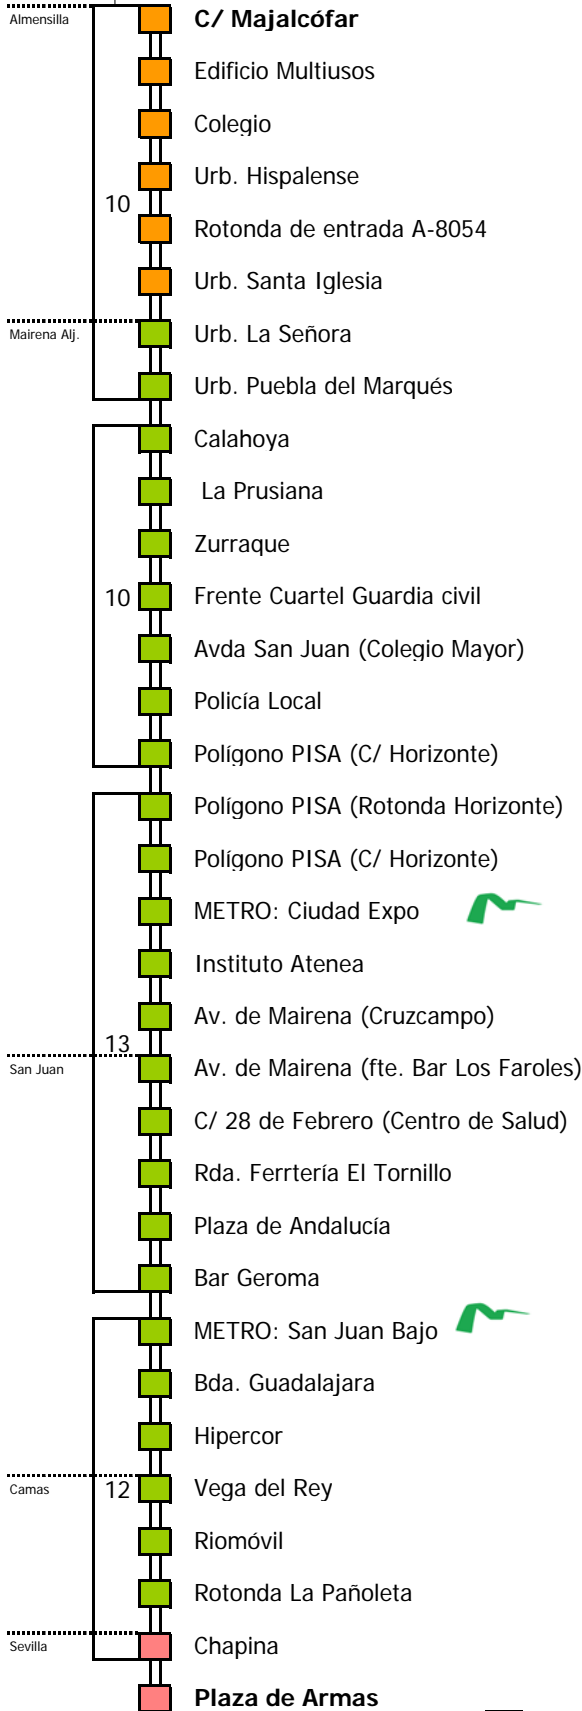 Almensilla
C/ Majalcófar
Edificio Multiusos
Colegio
Urb. Hispalense
10
Rotonda de entrada A-8054
Urb. Santa Iglesia
Mairena Alj.
Urb. La Señora
Urb. Puebla del Marqués
Calahoya
La Prusiana
Zurraque
10
Frente Cuartel Guardia civil
Avda San Juan (Colegio Mayor)
Policía Local
Polígono PISA (C/ Horizonte)
Polígono PISA (Rotonda Horizonte)
Polígono PISA (C/ Horizonte)
METRO: Ciudad Expo
Instituto Atenea
Av. de Mairena (Cruzcampo)
13
San Juan
Av. de Mairena (fte. Bar Los Faroles)
C/ 28 de Febrero (Centro de Salud)
Rda. Ferrtería El Tornillo
Plaza de Andalucía
Bar Geroma
METRO: San Juan Bajo
Bda. Guadalajara
Hipercor
Camas
12
Vega del Rey
Riomóvil
Rotonda La Pañoleta
Sevilla
Chapina
Plaza de Armas